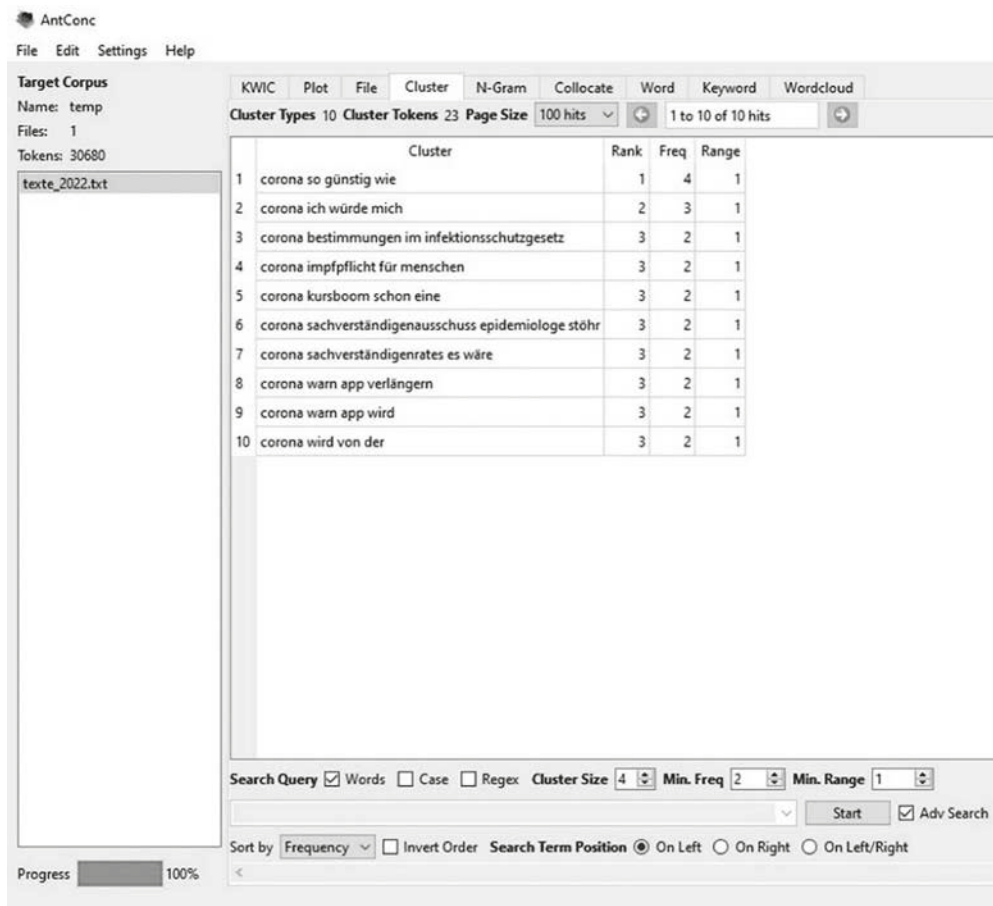 AntConc
File Edit Settings Help
Target Corpus
Name: temp
Files: 1
Tokens: 30680
texte_2022.txt
Progress 100%
KWIC Plot File Cluster N-Gram Collocate Word Keyword Wordcloud
Cluster Types 10 Cluster Tokens 23 Page Size 100 hits 1 to 10 of 10 hits
Cluster Rank Freq Range
1 corona so günstig wie 1 4 1
2 corona ich würde mich 2 3 1
3 corona bestimmungen im infektionsschutzgesetz 3 2 1
4 corona impfpflicht für menschen 3 2 1
5 corona kursboom schon eine 3 2 1
6 corona sachverständigenausschuss epidemiologe stöhr 3 2 1
7 corona sachverständigenrates es wäre 3 2 1
8 corona warn app verlängern 3 2 1
9 corona warn app wird 3 2 1
10 corona wird von der 3 2 1
Search Query Words Case Regex Cluster Size 4 Min. Freq 2 Min. Range 1
Start Adv Search
Sort by Frequency Invert Order Search Term Position On Left On Right On Left/Right